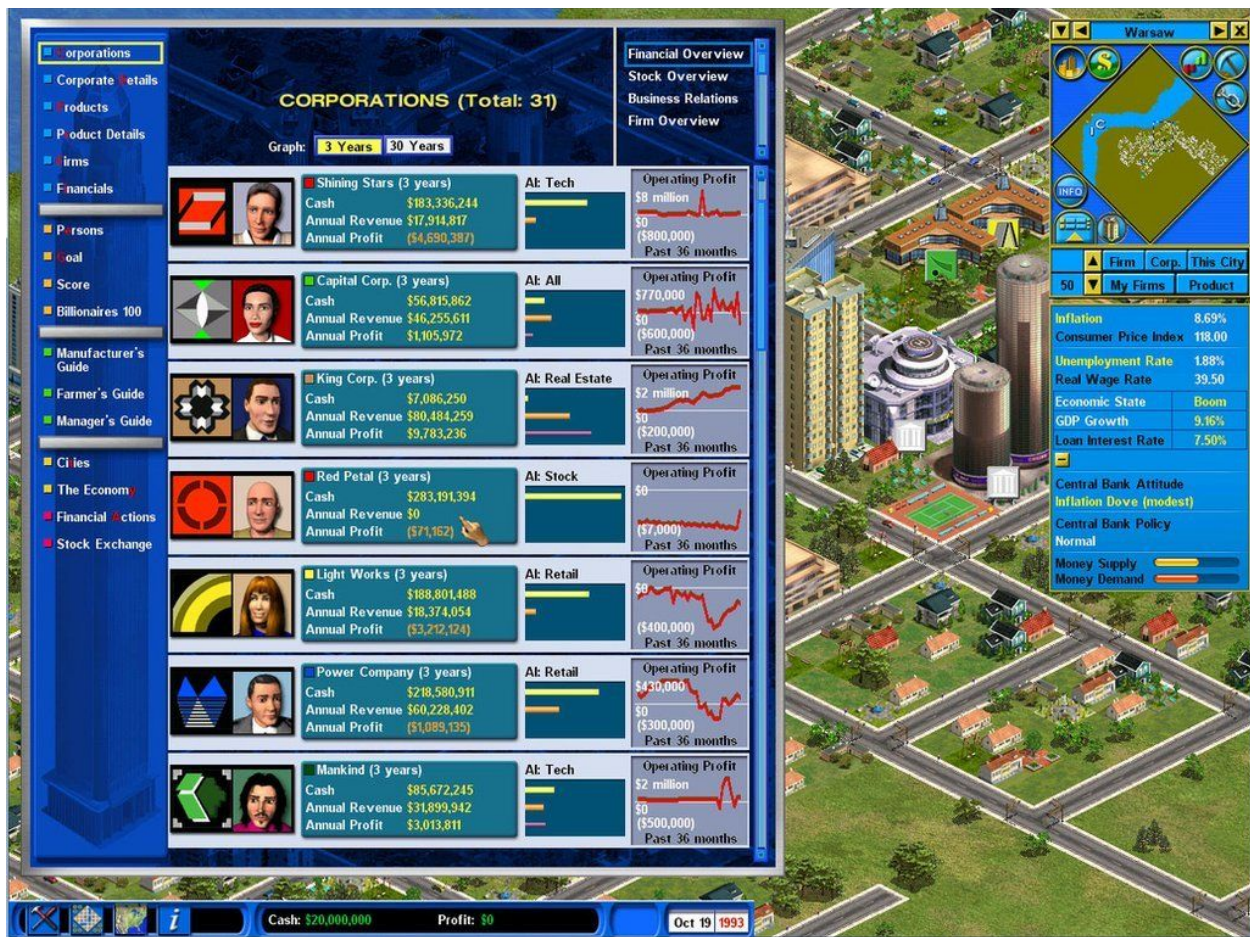 Corporations
Corporate Details
Products
Product Details
Firms
Financials
Persons
Goal
Score
Billionaires 100
Manufacturer's
Guide
Farmer's Guide
Manager's Guide
Cities
The Economy
Financial Actions
Stock Exchange
CORPORATIONS (Total: 31)
Graph: 3 Years 30 Years
Financial Overview
Stock Overview
Business Relations
Firm Overview
Shining Stars (3 years)
Cash $183,336,244
Annual Revenue $17,914,817
Annual Profit ($4,690,387)
AI: Tech
Operating Profit
$8 million
$0
($800,000)
Past 36 months
Capital Corp. (3 years)
Cash $56,815,862
Annual Revenue $46,255,611
Annual Profit $1,105,972
AI: All
Operating Profit
$770,000
$0
($600,000)
Past 36 months
King Corp. (3 years)
Cash $7,086,250
Annual Revenue $80,484,259
Annual Profit $9,783,236
AI: Real Estate
Operating Profit
$2 million
$0
($200,000)
Past 36 months
Red Petal (3 years)
Cash $283,191,394
Annual Revenue $0
Annual Profit ($71,162)
AI: Stock
Operating Profit
$0
($7,000)
Past 36 months
Light Works (3 years)
Cash $188,801,488
Annual Revenue $18,374,054
Annual Profit ($3,212,124)
AI: Retail
Operating Profit
$0
($400,000)
Past 36 months
Power Company (3 years)
Cash $218,580,911
Annual Revenue $60,228,402
Annual Profit ($1,089,135)
AI: Retail
Operating Profit
$430,000
$0
($300,000)
Past 36 months
Mankind (3 years)
Cash $85,672,245
Annual Revenue $31,899,942
Annual Profit $3,013,811
AI: Tech
Operating Profit
$2 million
$0
($500,000)
Past 36 months
Warsaw X
C
INFO
Firm Corp. This City
50 My Firms Product
Inflation 8.69%
Consumer Price Index 118.00
Unemployment Rate 1.88%
Real Wage Rate 39.50
Economic State Boom
GDP Growth 9.16%
Loan Interest Rate 7.50%
Central Bank Attitude
Inflation Dove (modest)
Central Bank Policy
Normal
Money Supply
Money Demand
Cash: $20,000,000 Profit: $0
Oct 19 1993